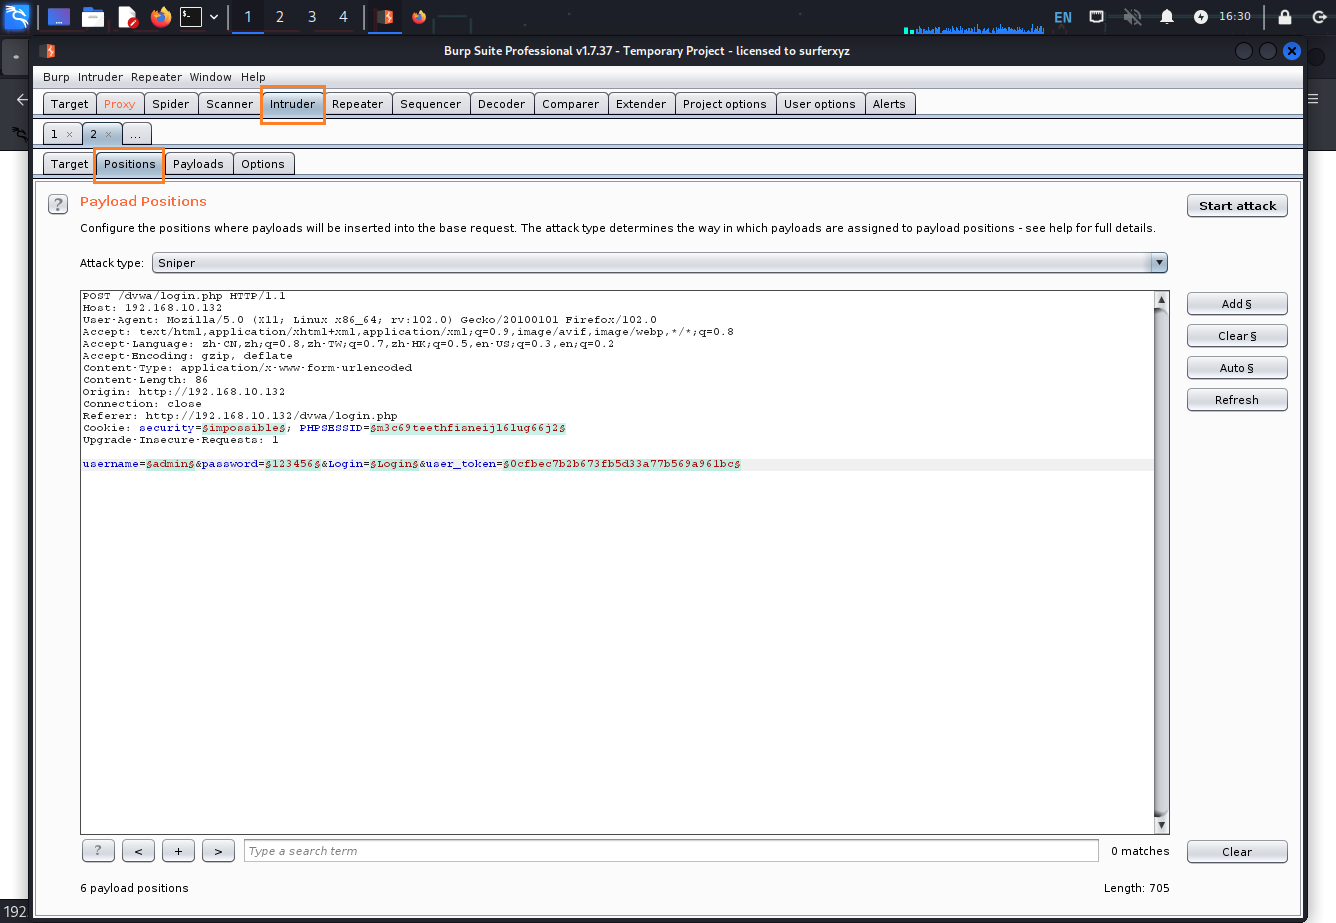 1 2 3 4 EN 16:30
Burp Suite Professional v1.7.37 - Temporary Project - licensed to surferxyz
Burp Intruder Repeater Window Help
Target Proxy Spider Scanner Intruder Repeater Sequencer Decoder Comparer Extender Project options User options Alerts
1 × 2 × ...
Target Positions Payloads Options
? Payload Positions
Start attack
Configure the positions where payloads will be inserted into the base request. The attack type determines the way in which payloads are assigned to payload positions - see help for full details.
Attack type: Sniper
POST /dvwa/login.php HTTP/1.1
Host: 192.168.10.132
User-Agent: Mozilla/5.0 (X11; Linux x86_64; rv:102.0) Gecko/20100101 Firefox/102.0
Accept: text/html,application/xhtml+xml,application/xml;q=0.9,image/avif,image/webp,*/*;q=0.8
Accept-Language: zh-CN,zh;q=0.8,zh-TW;q=0.7,zh-HK;q=0.5,en-US;q=0.3,en;q=0.2
Accept-Encoding: gzip, deflate
Content-Type: application/x-www-form-urlencoded
Content-Length: 86
Origin: http://192.168.10.132
Connection: close
Referer: http://192.168.10.132/dvwa/login.php
Cookie: security=§impossible§; PHPSESSID=§m3c69teethfisneijl6lug66j2§
Upgrade-Insecure-Requests: 1
username=§admin§&password=§123456§&Login=§Login§&user_token=§0cfbec7b2b673fb5d33a77b569a961bc§
Add §
Clear §
Auto §
Refresh
? < + > Type a search term 0 matches Clear
6 payload positions Length: 705
192